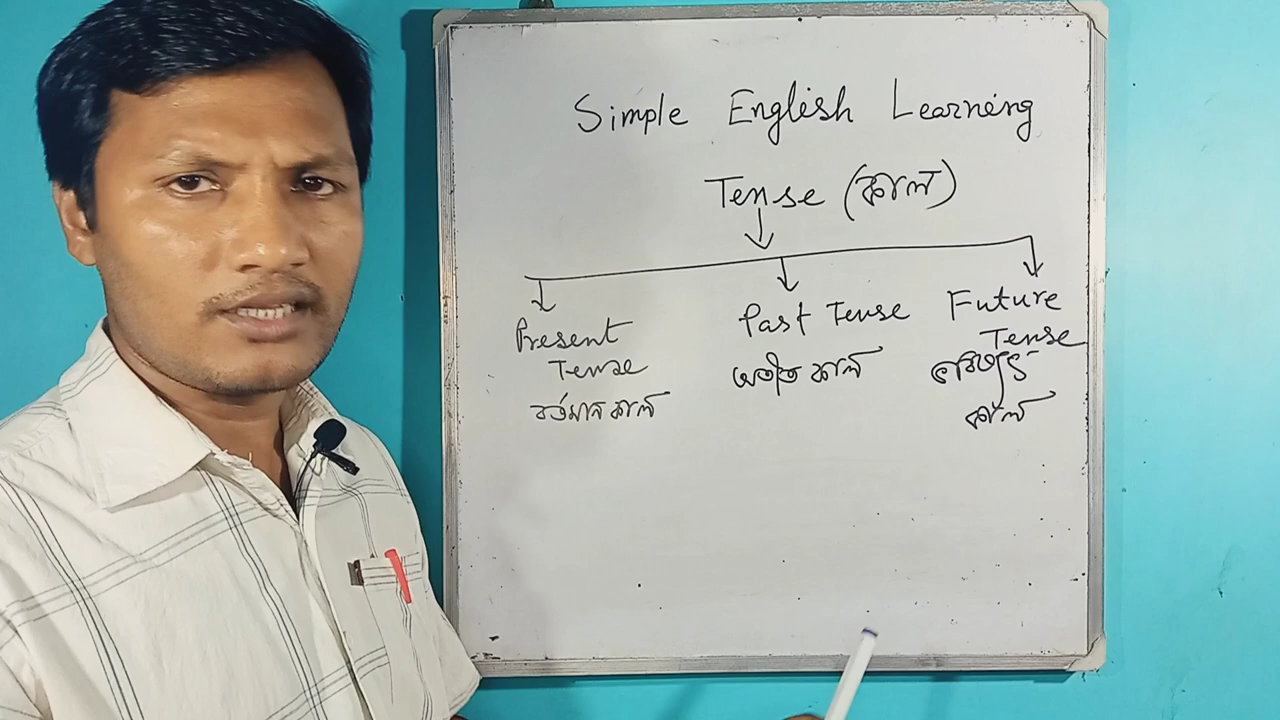 Simple English Learning
Tense (কাল)
Present
Tense
বর্তমান কাল
Past Tense
অতীত কাল
Future
Tense
ভবিষ্যৎ
কাল